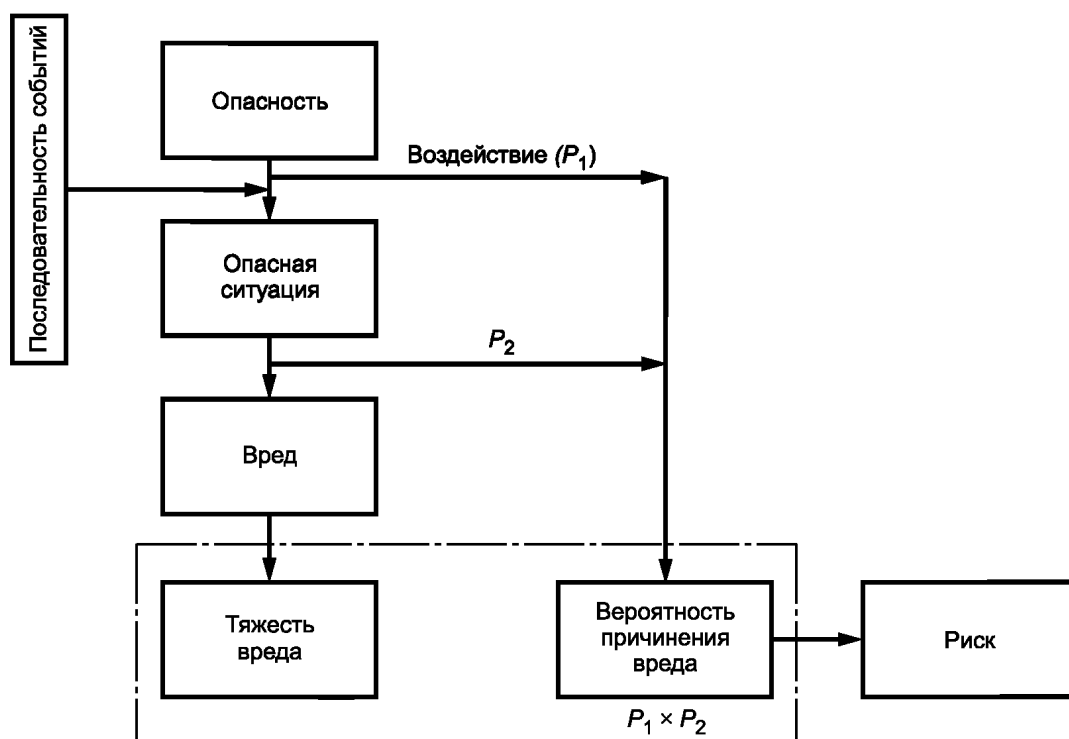 Последовательность событий
Опасность
Воздействие (P1)
Опасная
ситуация
P2
Вред
Тяжесть
вреда
Вероятность
причинения
вреда
Риск
P1 × P2